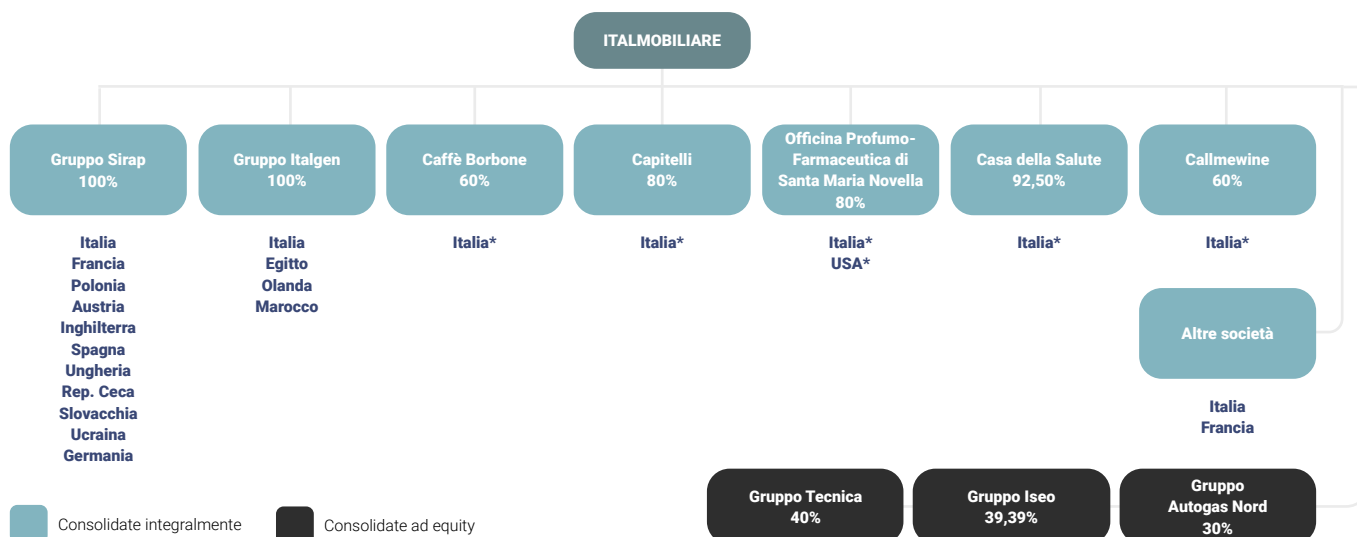 ITALMOBILIARE
Gruppo Sirap
100%
Gruppo Italgen
100%
Caffè Borbone
60%
Capitelli
80%
Officina Profumo-
Farmaceutica di
Santa Maria Novella
80%
Casa della Salute
92,50%
Callmewine
60%
Italia
Francia
Polonia
Austria
Inghilterra
Spagna
Ungheria
Rep. Ceca
Slovacchia
Ucraina
Germania
Italia
Egitto
Olanda
Marocco
Italia*
Italia*
Italia*
USA*
Italia*
Italia*
Altre società
Italia
Francia
Gruppo Tecnica
40%
Gruppo Iseo
39,39%
Gruppo
Autogas Nord
30%
Consolidate integralmente
Consolidate ad equity